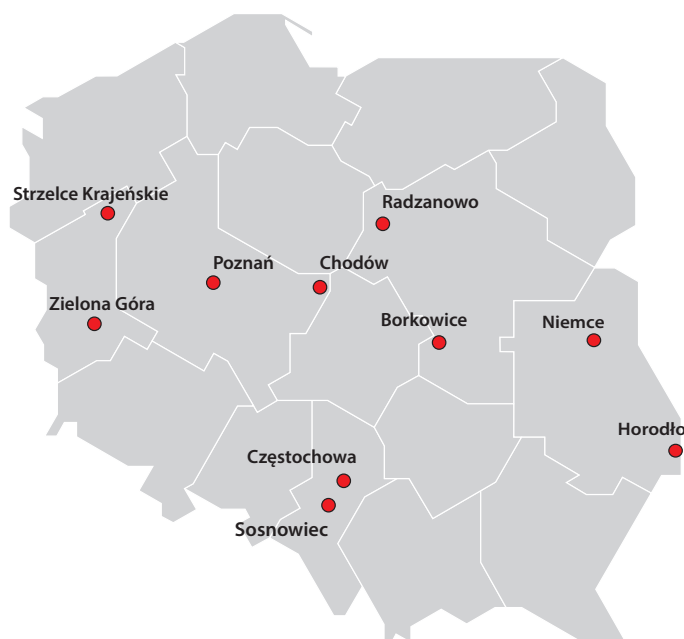 Strzelce Krajeńskie
Radzanowo
Poznań
Chodów
Zielona Góra
Borkowice
Niemce
Horodło
Częstochowa
Sosnowiec